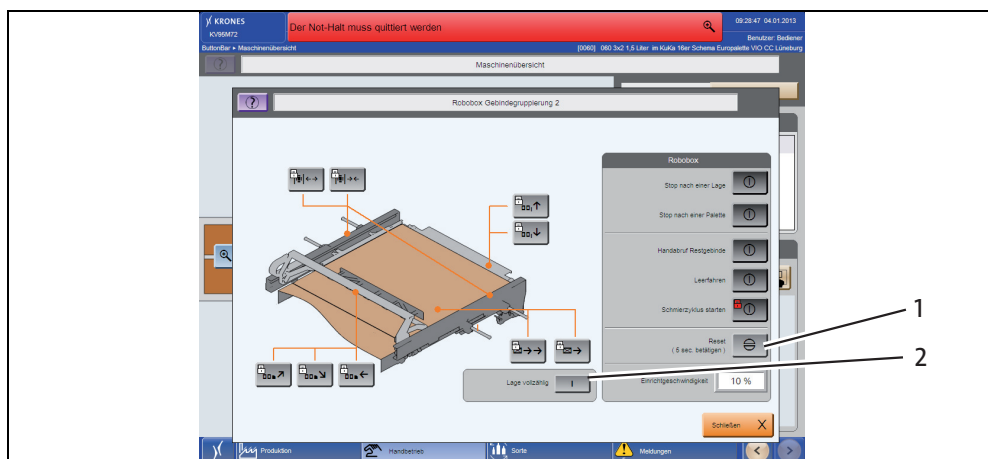 KRONES
KV95M72
Der Not-Halt muss quittiert werden
09:28:47 04.01.2013
Benutzer: Bediener
ButtonBar ▸ Maschinenübersicht
[0060] 060 3x2 1,5 Liter im KuKa 16er Schema Europalette VIO CC Lüneburg
Maschinenübersicht
Robobox Gebindegruppierung 2
Robobox
Stop nach einer Lage
Stop nach einer Palette
Handabruf Restgebinde
Leerfahren
Schmierzyklus starten
Reset
( 5 sec. betätigen )
1
Lage vollzählig
I
2
Einrichtgeschwindigkeit
10 %
Schließen X
Produktion
Handbetrieb
Sorte
Meldungen